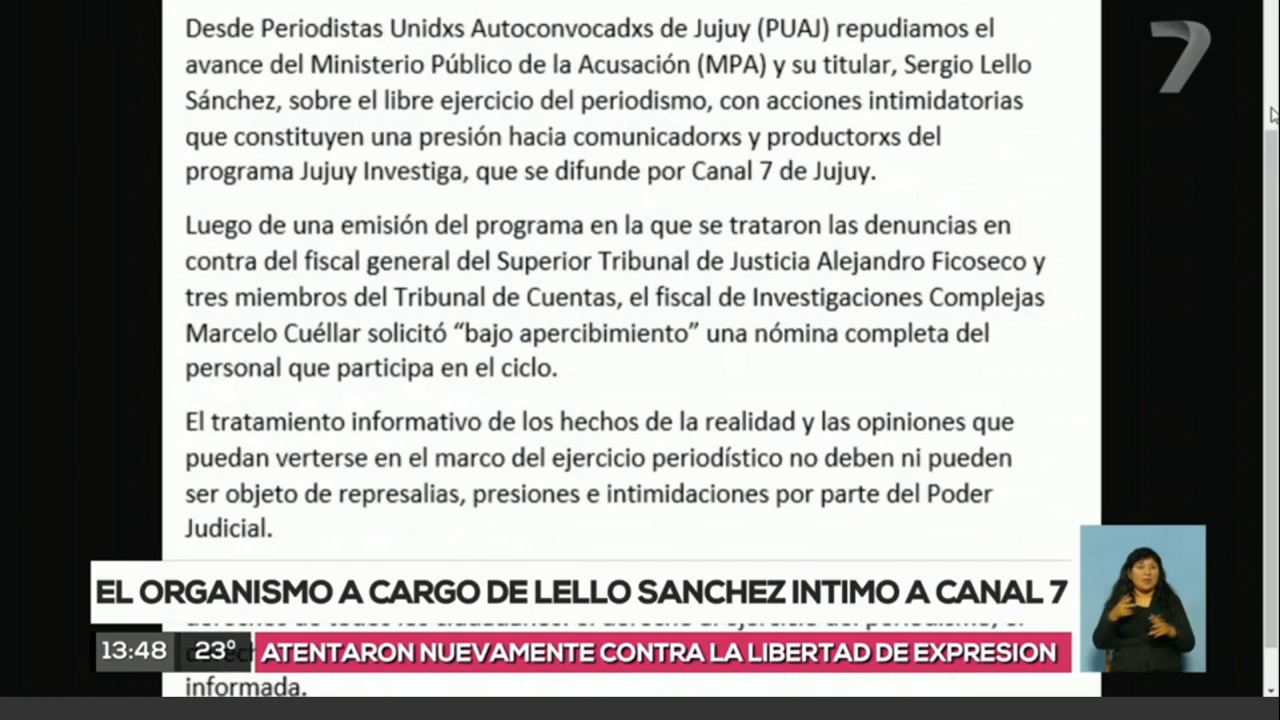 Desde Periodistas Unidxs Autoconvocadxs de Jujuy (PUAJ) repudiamos el
avance del Ministerio Público de la Acusación (MPA) y su titular, Sergio Lello
Sánchez, sobre el libre ejercicio del periodismo, con acciones intimidatorias
que constituyen una presión hacia comunicadorxs y productorxs del
programa Jujuy Investiga, que se difunde por Canal 7 de Jujuy.
Luego de una emisión del programa en la que se trataron las denuncias en
contra del fiscal general del Superior Tribunal de Justicia Alejandro Ficoseco y
tres miembros del Tribunal de Cuentas, el fiscal de Investigaciones Complejas
Marcelo Cuéllar solicitó “bajo apercibimiento” una nómina completa del
personal que participa en el ciclo.
El tratamiento informativo de los hechos de la realidad y las opiniones que
puedan verterse en el marco del ejercicio periodístico no deben ni pueden
ser objeto de represalias, presiones e intimidaciones por parte del Poder
Judicial.
EL ORGANISMO A CARGO DE LELLO SANCHEZ INTIMO A CANAL 7
13:48 23° ATENTARON NUEVAMENTE CONTRA LA LIBERTAD DE EXPRESION
informada.
7